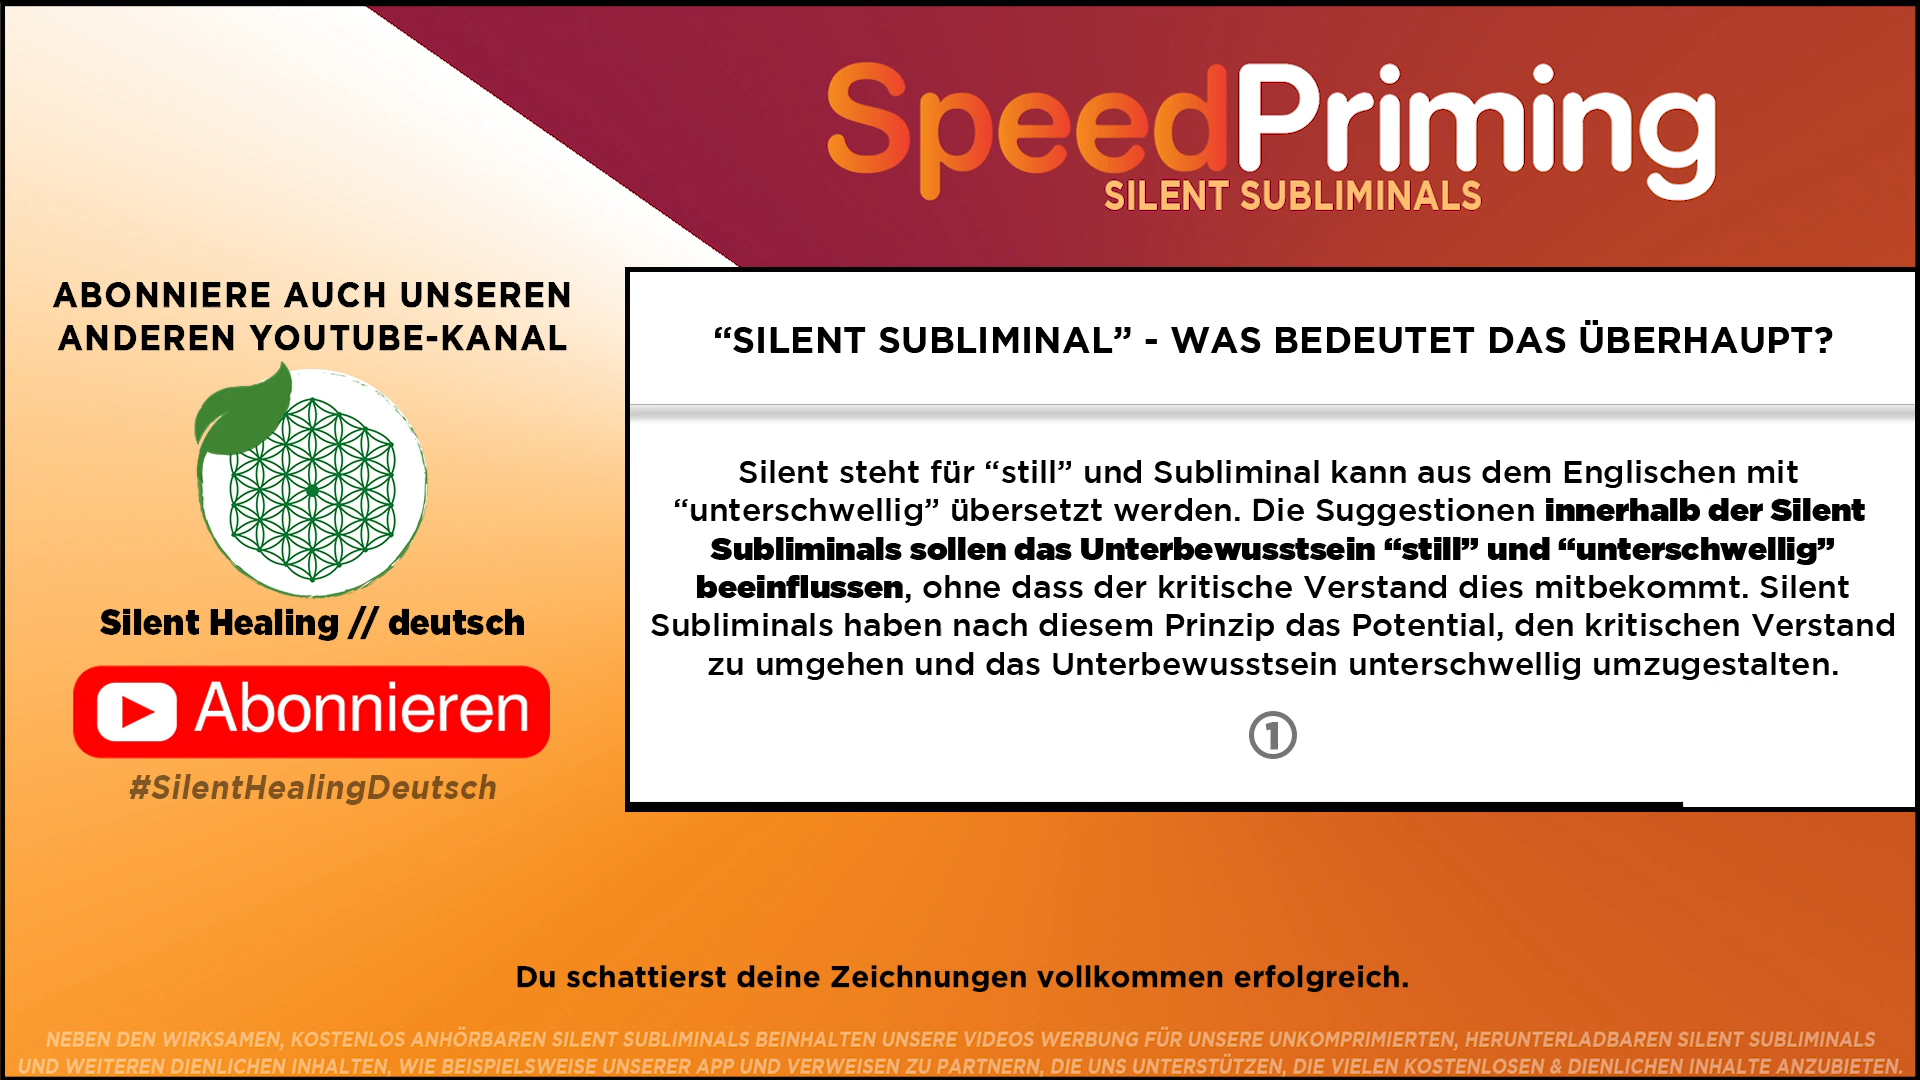 SpeedPriming
SILENT SUBLIMINALS
ABONNIERE AUCH UNSEREN
ANDEREN YOUTUBE-KANAL
Silent Healing // deutsch
Abonnieren
#SilentHealingDeutsch
“SILENT SUBLIMINAL” - WAS BEDEUTET DAS ÜBERHAUPT?
Silent steht für “still” und Subliminal kann aus dem Englischen mit
“unterschwellig” übersetzt werden. Die Suggestionen innerhalb der Silent
Subliminals sollen das Unterbewusstsein “still” und “unterschwellig”
beeinflussen, ohne dass der kritische Verstand dies mitbekommt. Silent
Subliminals haben nach diesem Prinzip das Potential, den kritischen Verstand
zu umgehen und das Unterbewusstsein unterschwellig umzugestalten.
①
Du schattierst deine Zeichnungen vollkommen erfolgreich.
NEBEN DEN WIRKSAMEN, KOSTENLOS ANHÖRBAREN SILENT SUBLIMINALS BEINHALTEN UNSERE VIDEOS WERBUNG FÜR UNSERE UNKOMPRIMIERTEN, HERUNTERLADBAREN SILENT SUBLIMINALS
UND WEITEREN DIENLICHEN INHALTEN, WIE BEISPIELSWEISE UNSERER APP UND VERWEISEN ZU PARTNERN, DIE UNS UNTERSTÜTZEN, DIE VIELEN KOSTENLOSEN & DIENLICHEN INHALTE ANZUBIETEN.